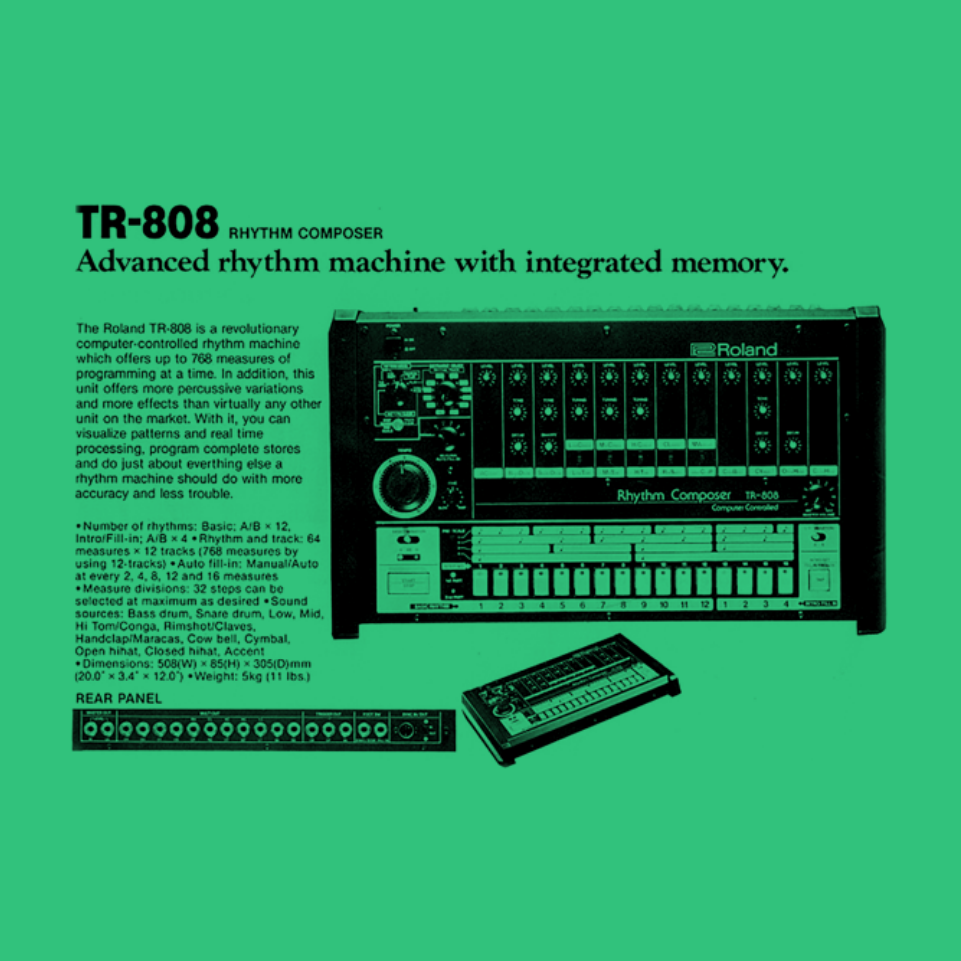 TR-808 RHYTHM COMPOSER
Advanced rhythm machine with integrated memory.
The Roland TR-808 is a revolutionary
computer-controlled rhythm machine
which offers up to 768 measures of
programming at a time. In addition, this
unit offers more percussive variations
and more effects than virtually any other
unit on the market. With it, you can
visualize patterns and real time
processing, program complete stores
and do just about everthing else a
rhythm machine should do with more
accuracy and less trouble.
•Number of rhythms: Basic; A/B × 12,
Intro/Fill-in; A/B × 4 •Rhythm and track: 64
measures × 12 tracks (768 measures by
using 12-tracks) •Auto fill-in: Manual/Auto
at every 2, 4, 8, 12 and 16 measures
•Measure divisions: 32 steps can be
selected at maximum as desired •Sound
sources: Bass drum, Snare drum, Low, Mid,
Hi Tom/Conga, Rimshot/Claves,
Handclap/Maracas, Cow bell, Cymbal,
Open hihat, Closed hihat, Accent
•Dimensions: 508(W) × 85(H) × 305(D)mm
(20.0" × 3.4" × 12.0") •Weight: 5kg (11 lbs.)
REAR PANEL
Roland
Rhythm Composer TR-808
Computer Controlled
1 2 3 4 5 6 7 8 9 10 11 12 1 2 3 4